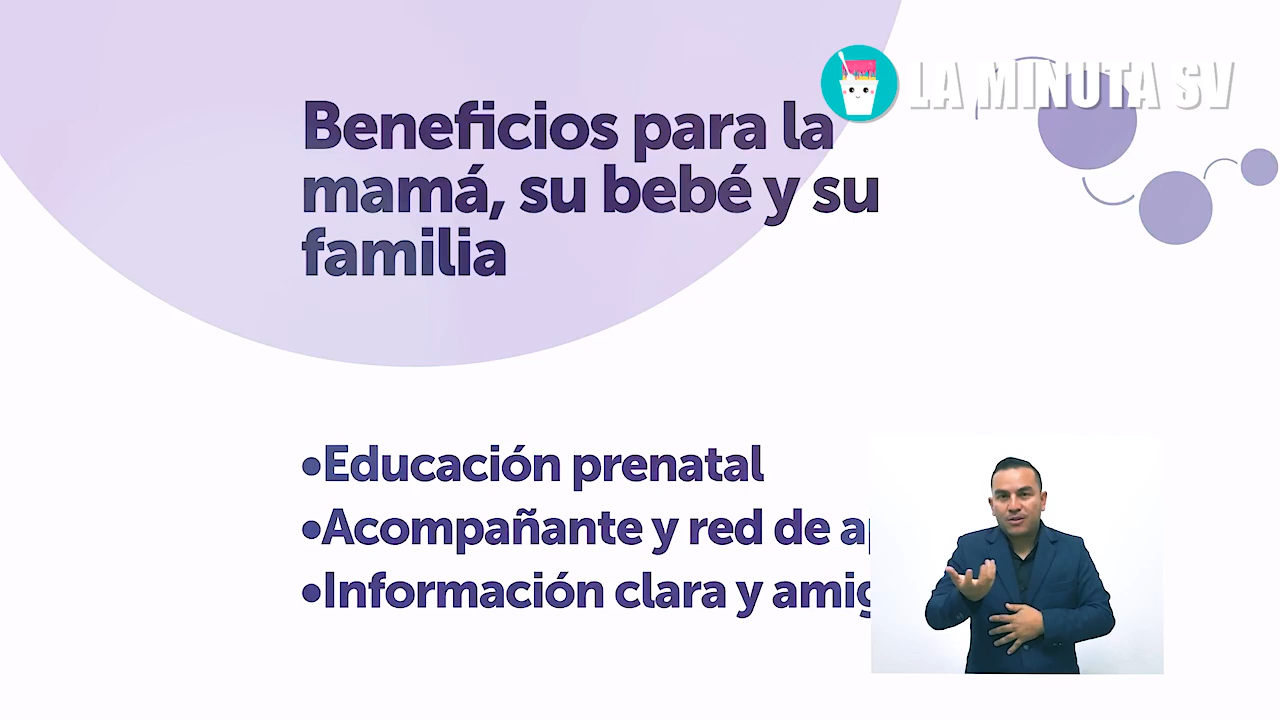 LA MINUTA SV
Beneficios para la
mamá, su bebé y su
familia
•Educación prenatal
•Acompañante y red de
•Información clara y